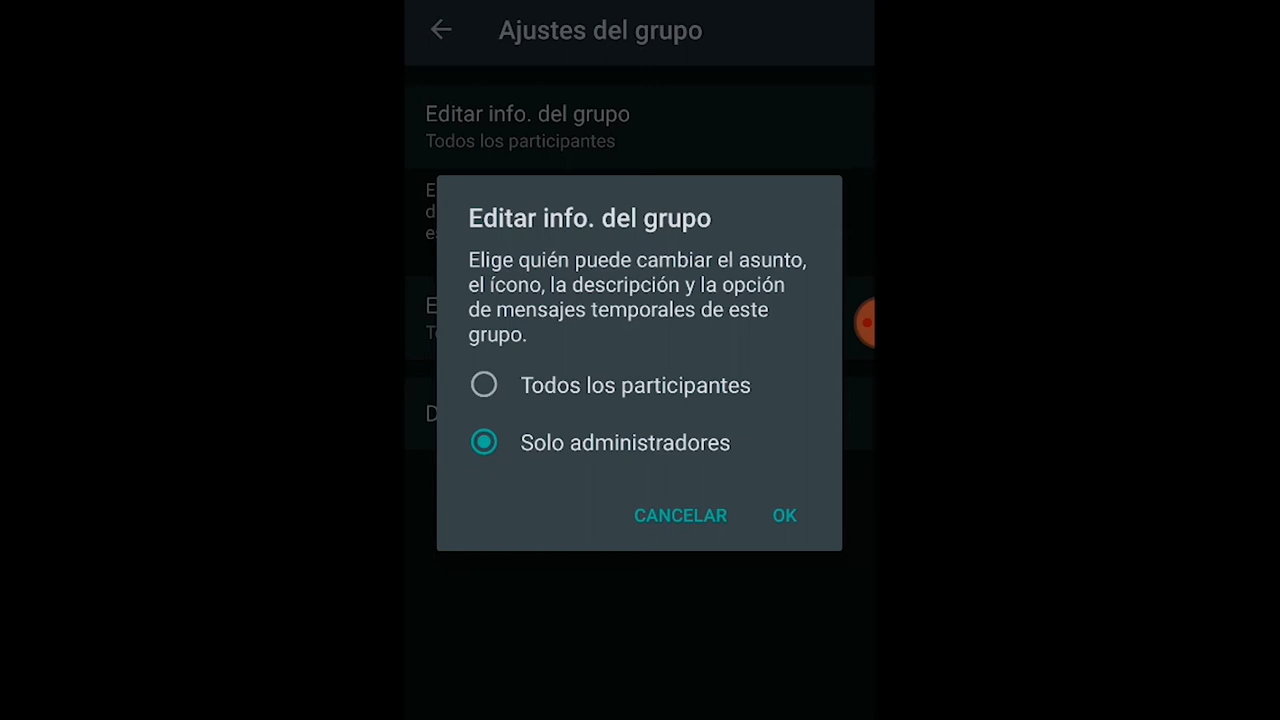 Ajustes del grupo
Editar info. del grupo
Todos los participantes
Editar info. del grupo
Elige quién puede cambiar el asunto,
el ícono, la descripción y la opción
de mensajes temporales de este
grupo.
Todos los participantes
Solo administradores
CANCELAR OK